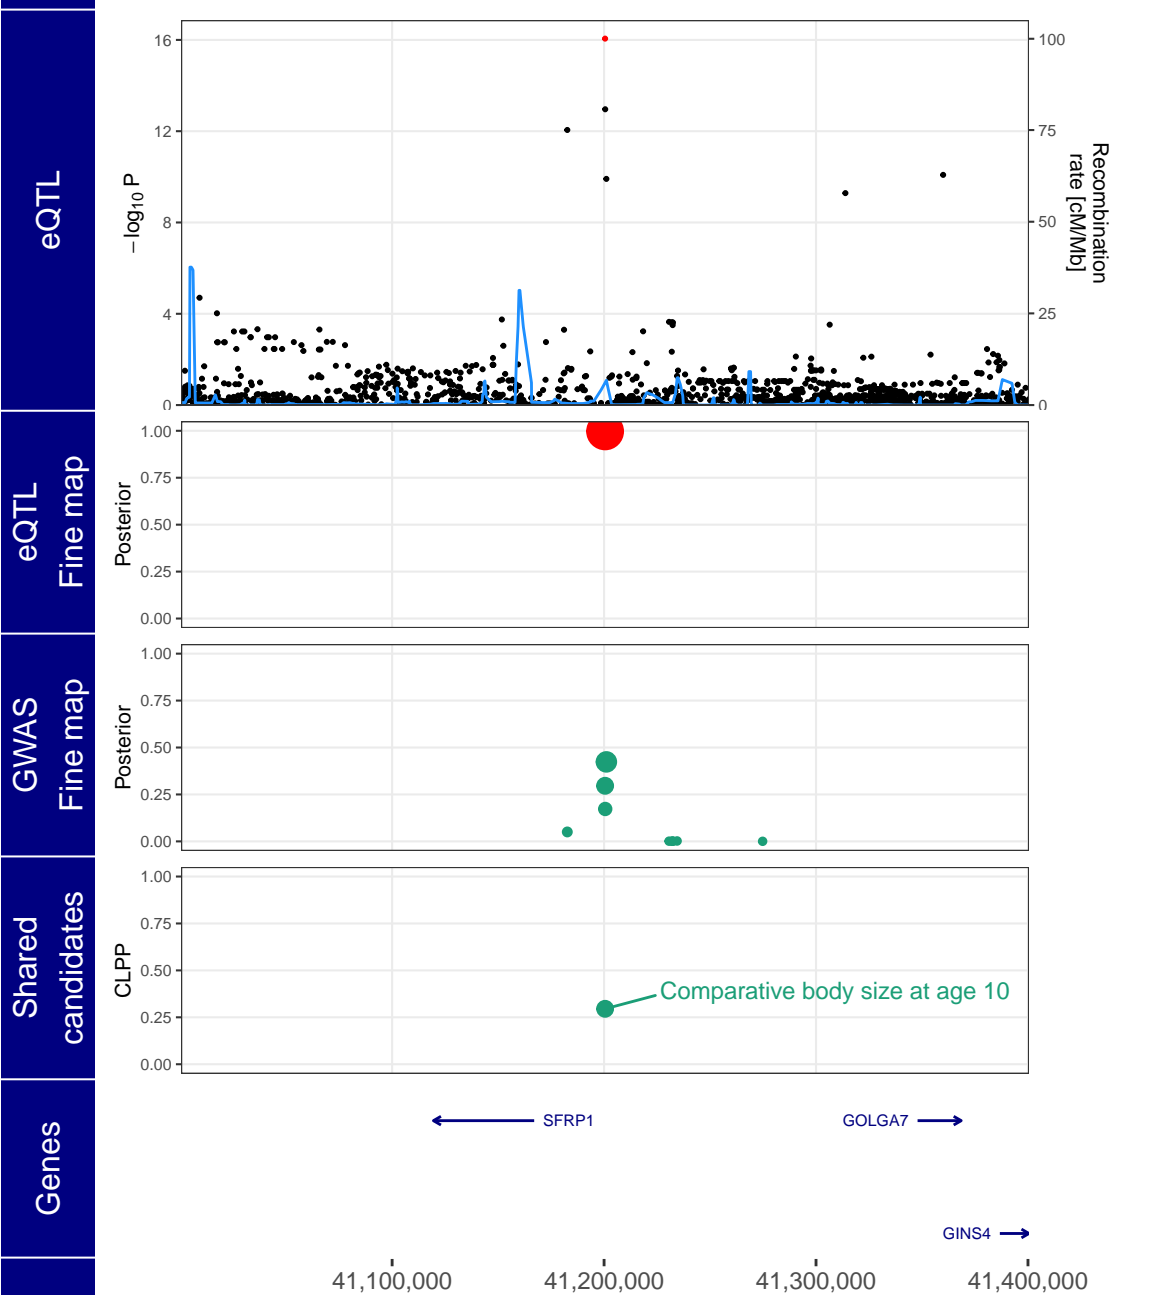 eQTL
16
12
8
4
0
−log10 P
100
75
50
25
0
Recombination
rate [cM/Mb]
eQTL
Fine map
Posterior
1.00
0.75
0.50
0.25
0.00
GWAS
Fine map
Posterior
1.00
0.75
0.50
0.25
0.00
Shared
candidates
CLPP
1.00
0.75
0.50
0.25
0.00
Comparative body size at age 10
Genes
SFRP1
GOLGA7
GINS4
41,100,000
41,200,000
41,300,000
41,400,000